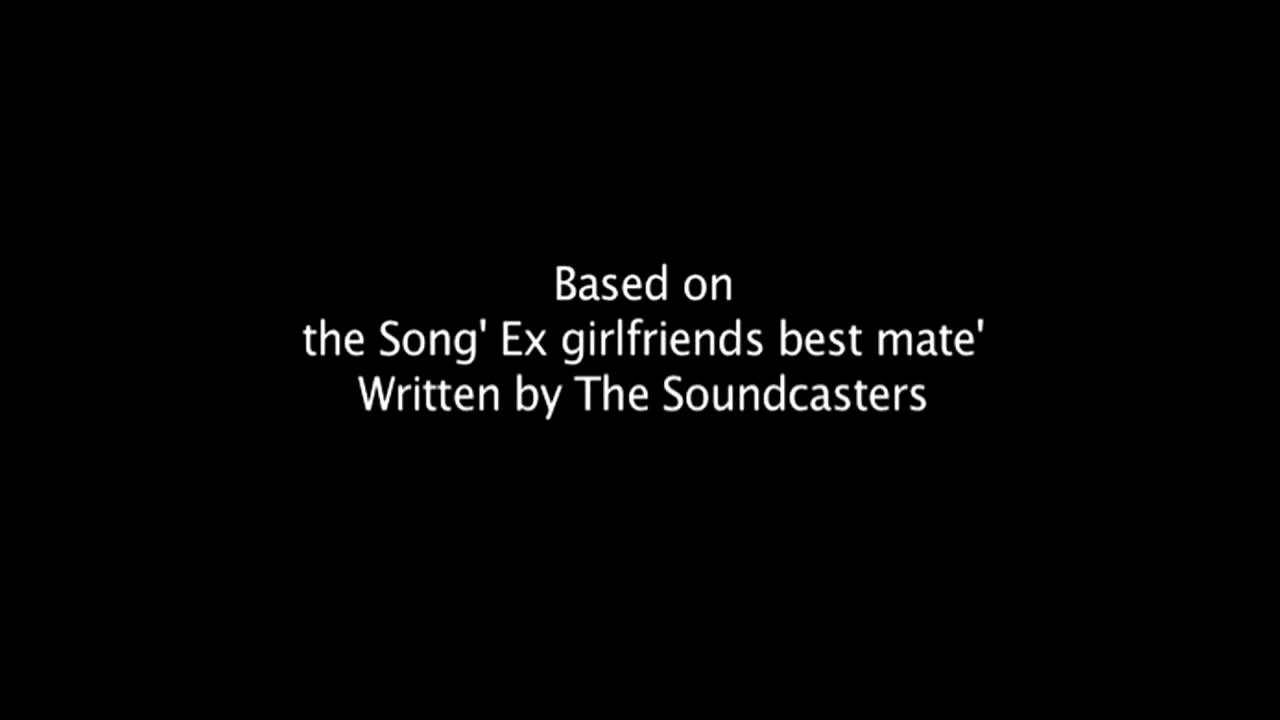 Based on
the Song' Ex girlfriends best mate'
Written by The Soundcasters